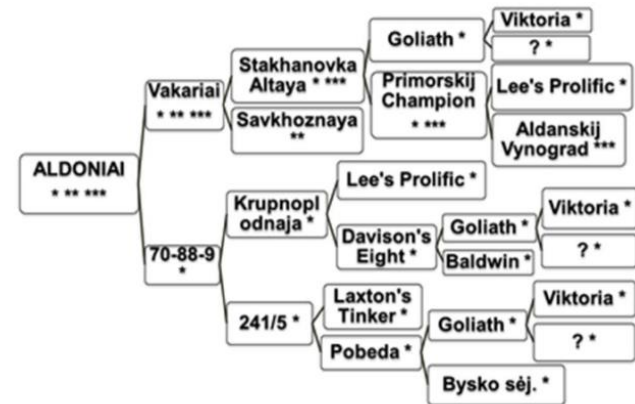 Viktoria *
Goliath *
? *
Stakhanovka
Altaya * ***
Vakariai
* ** ***
Primorskij
Champion
* ***
Lee's Prolific *
Savkhoznaya
**
Aldanskij
Vynograd ***
ALDONIAI
* ** ***
Lee's Prolific *
Krupnopl
odnaja *
Viktoria *
Goliath *
Davison's
Eight *
? *
Baldwin *
70-88-9
*
Laxton's
Tinker *
Viktoria *
241/5 *
Goliath *
? *
Pobeda *
Bysko sėj. *